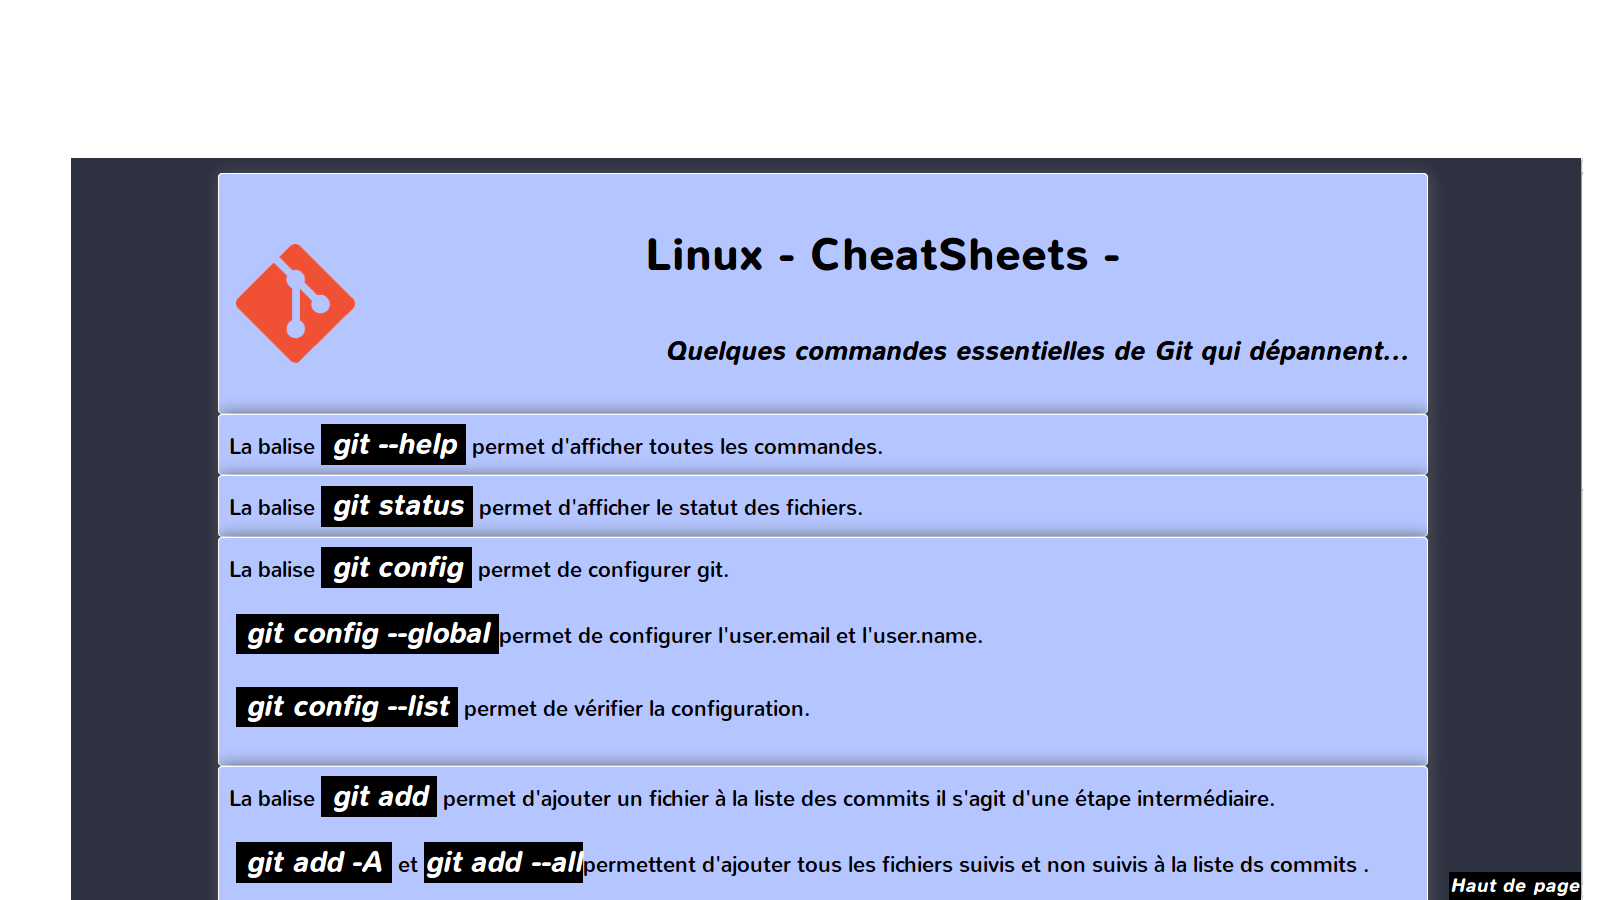 Linux - CheatSheets -
Quelques commandes essentielles de Git qui dépannent...
La balise git --help permet d'afficher toutes les commandes.
La balise git status permet d'afficher le statut des fichiers.
La balise git config permet de configurer git.
git config --global permet de configurer l'user.email et l'user.name.
git config --list permet de vérifier la configuration.
La balise git add permet d'ajouter un fichier à la liste des commits il s'agit d'une étape intermédiaire.
git add -A et git add --all permettent d'ajouter tous les fichiers suivis et non suivis à la liste ds commits .
Haut de page